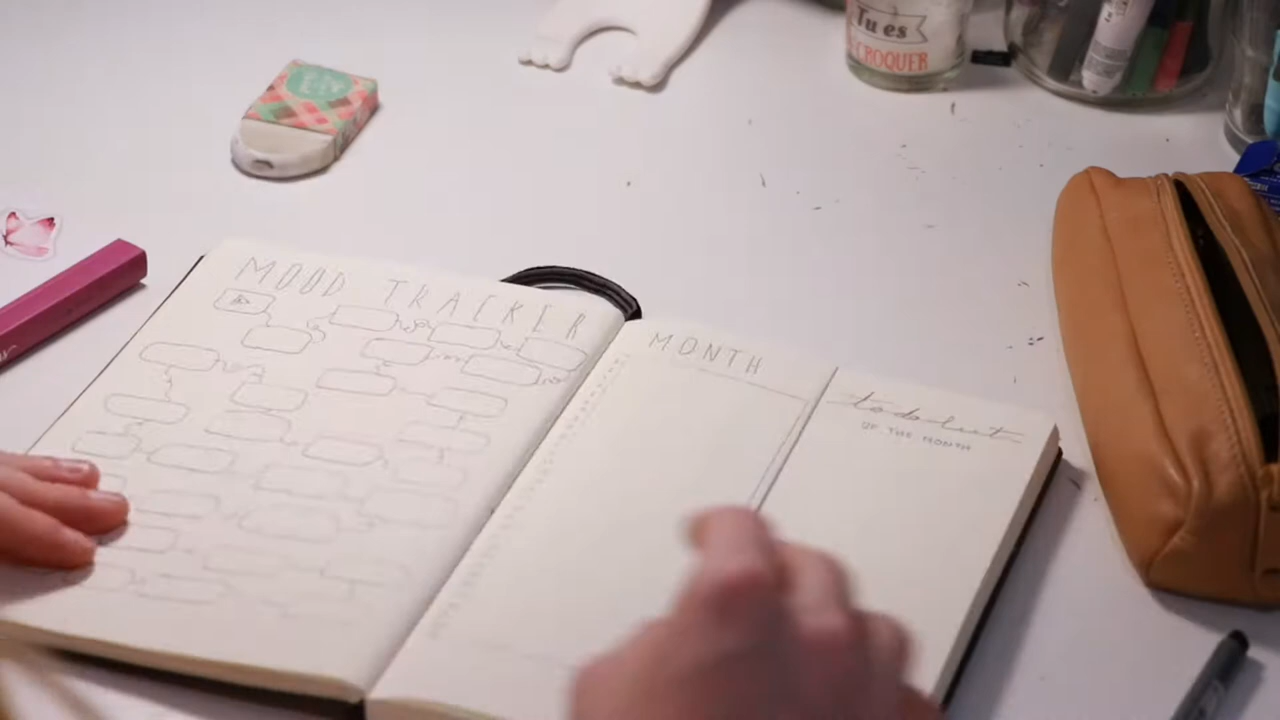 Tu es
CROQUER
MOOD TRACKER
MONTH
to do list
OF THE MONTH